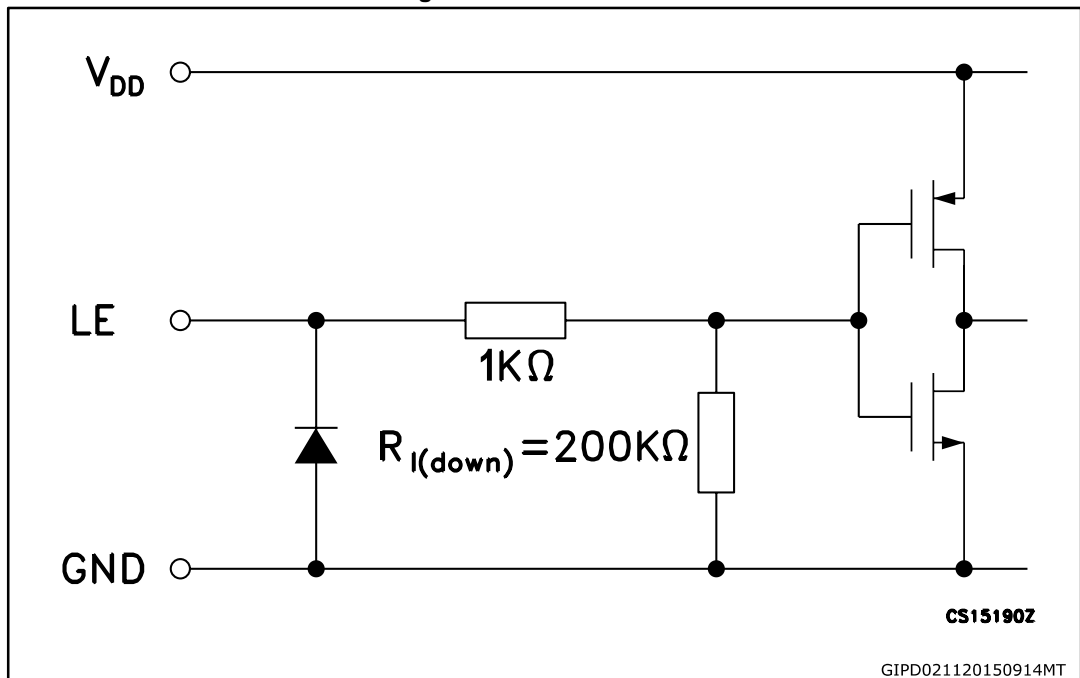 V_DD
LE
1KΩ
R_I(down)=200KΩ
GND
CS15190Z
GIPD021120150914MT